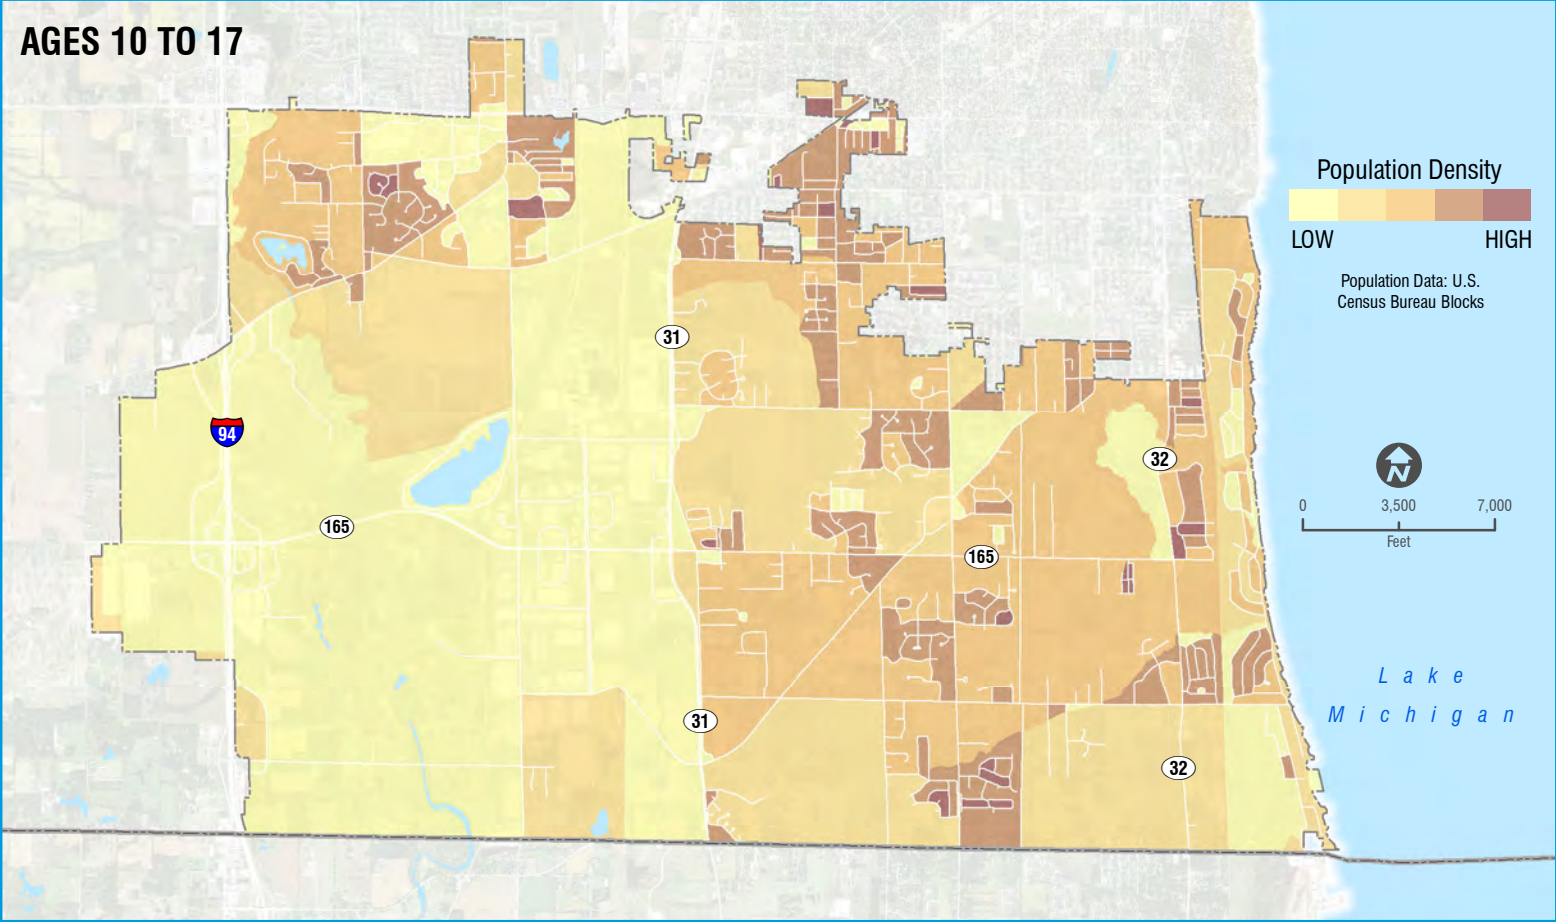 AGES 10 TO 17
Population Density
LOW HIGH
Population Data: U.S.
Census Bureau Blocks
31
94
32
N
0 3,500 7,000
Feet
165
165
Lake
Michigan
31
32